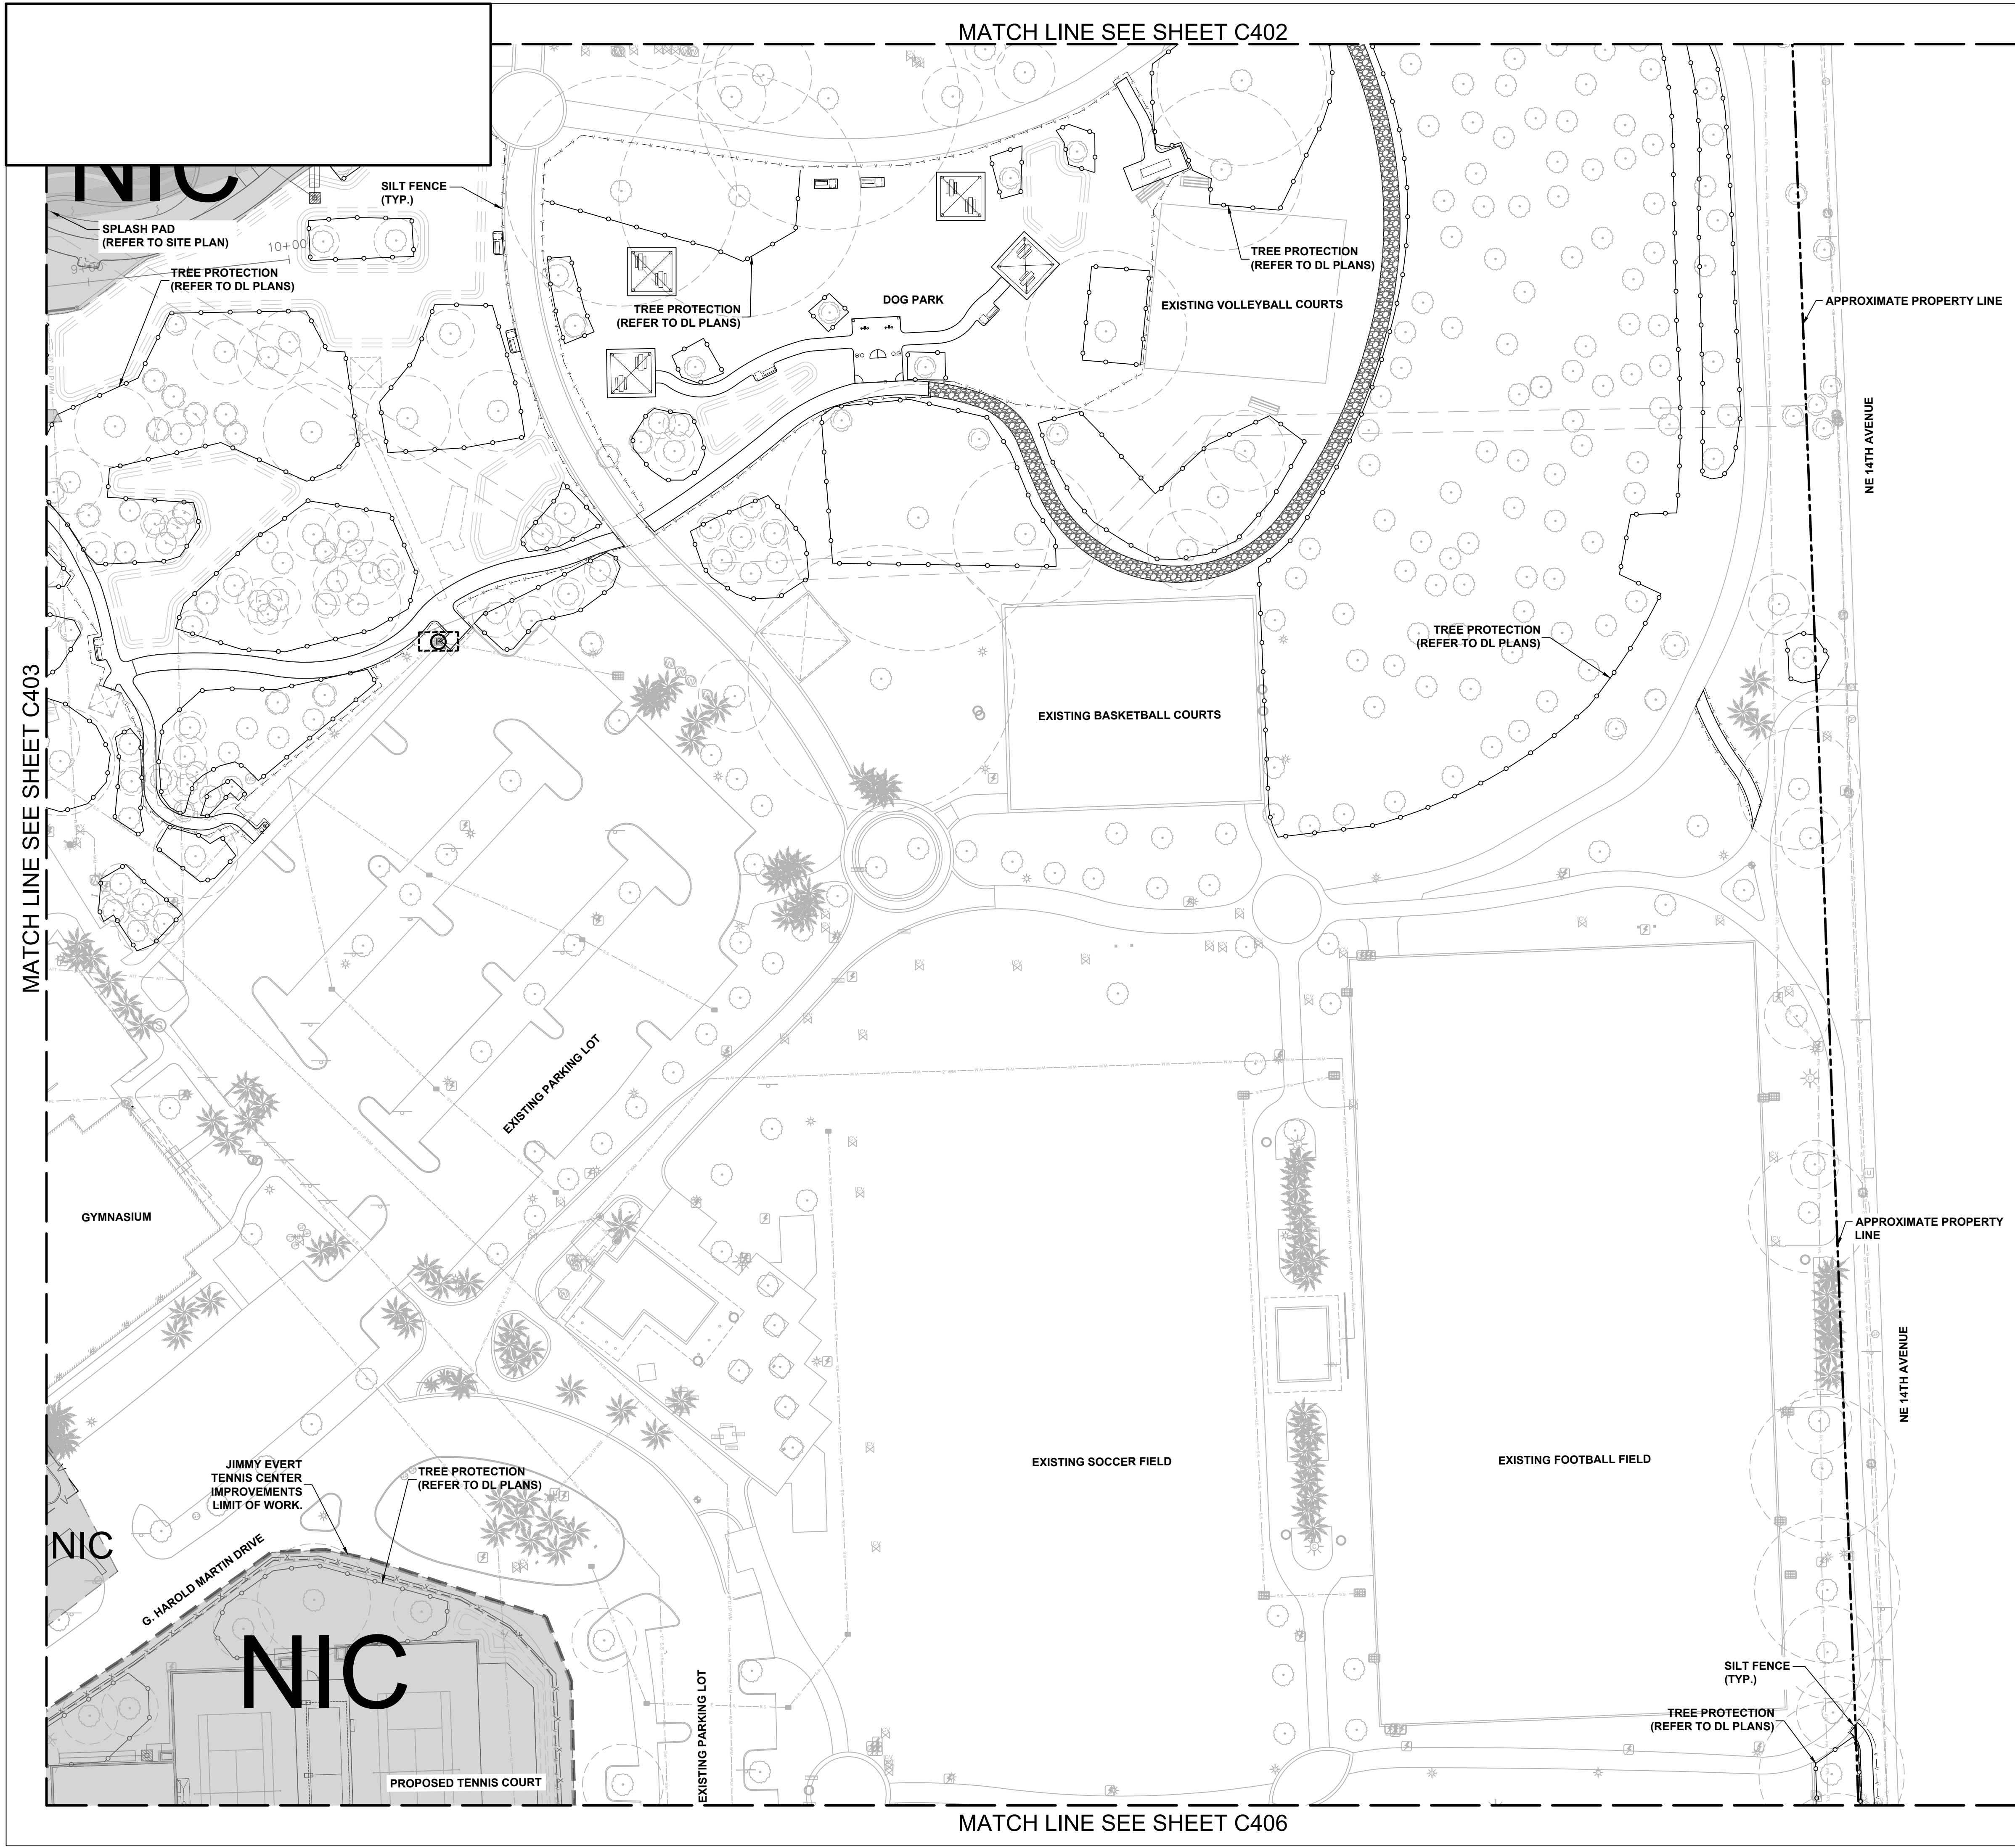 MATCH LINE SEE SHEET C402
NIC
SILT FENCE
(TYP.)
SPLASH PAD
(REFER TO SITE PLAN)
10+00
TREE PROTECTION
(REFER TO DL PLANS)
TREE PROTECTION
(REFER TO DL PLANS)
DOG PARK
TREE PROTECTION
(REFER TO DL PLANS)
EXISTING VOLLEYBALL COURTS
APPROXIMATE PROPERTY LINE
NE 14TH AVENUE
TREE PROTECTION
(REFER TO DL PLANS)
MATCH LINE SEE SHEET C403
EXISTING BASKETBALL COURTS
EXISTING PARKING LOT
GYMNASIUM
APPROXIMATE PROPERTY
LINE
NE 14TH AVENUE
EXISTING SOCCER FIELD
EXISTING FOOTBALL FIELD
JIMMY EVERT
TENNIS CENTER
IMPROVEMENTS
LIMIT OF WORK.
TREE PROTECTION
(REFER TO DL PLANS)
NIC
G. HAROLD MARTIN DRIVE
NIC
EXISTING PARKING LOT
PROPOSED TENNIS COURT
SILT FENCE
(TYP.)
TREE PROTECTION
(REFER TO DL PLANS)
MATCH LINE SEE SHEET C406